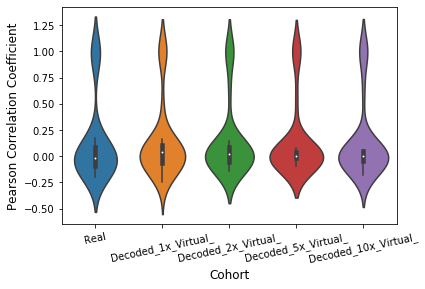 Pearson Correlation Coefficient
1.25
1.00
0.75
0.50
0.25
0.00
−0.25
−0.50
Real
Decoded_1x_Virtual_
Decoded_2x_Virtual_
Decoded_5x_Virtual_
Decoded_10x_Virtual_
Cohort